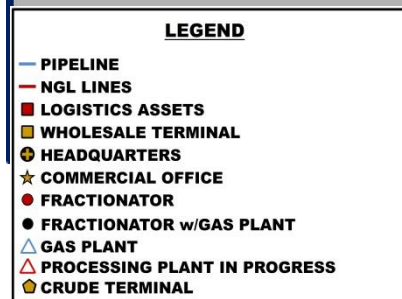 LEGEND
PIPELINE
NGL LINES
LOGISTICS ASSETS
WHOLESALE TERMINAL
HEADQUARTERS
COMMERCIAL OFFICE
FRACTIONATOR
FRACTIONATOR w/GAS PLANT
GAS PLANT
PROCESSING PLANT IN PROGRESS
CRUDE TERMINAL